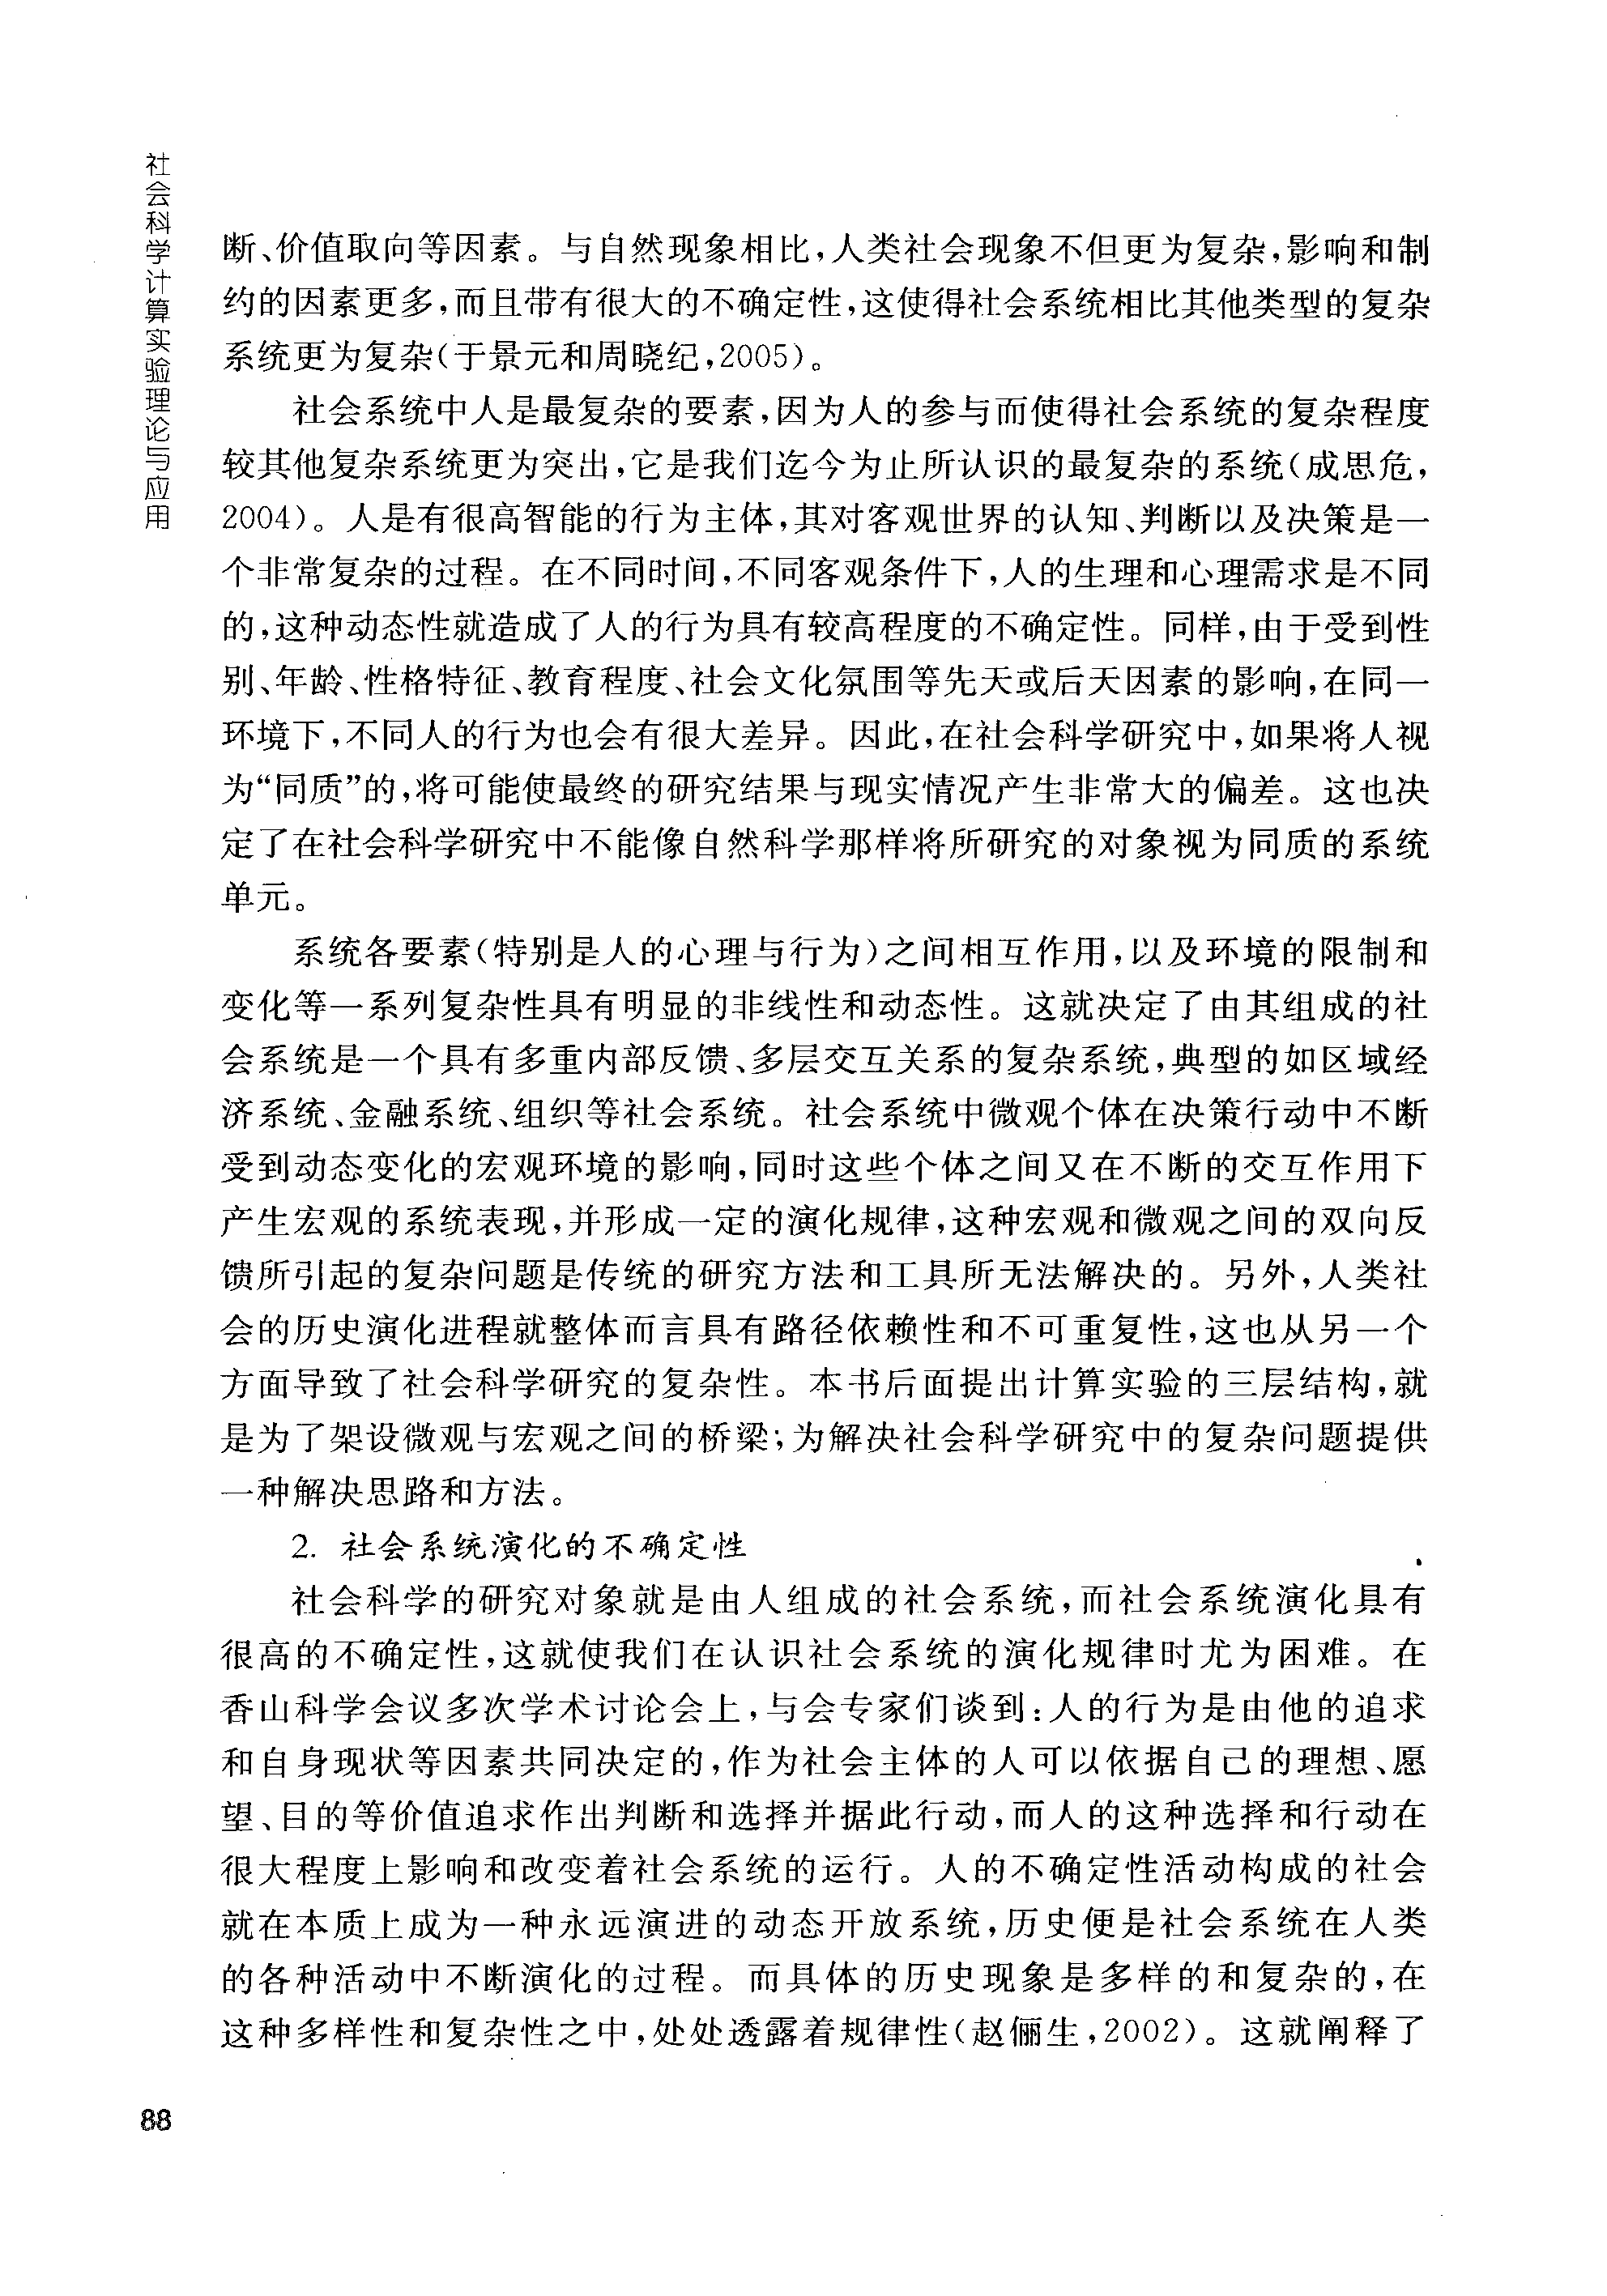 社会科学计算实验理论与应用
断、价值取向等因素。与自然现象相比，人类社会现象不但更为复杂，影响和制
约的因素更多，而且带有很大的不确定性，这使得社会系统相比其他类型的复杂
系统更为复杂（于景元和周晓纪，2005）。
社会系统中人是最复杂的要素，因为人的参与而使得社会系统的复杂程度
较其他复杂系统更为突出，它是我们迄今为止所认识的最复杂的系统（成思危，
2004）。人是有很高智能的行为主体，其对客观世界的认知、判断以及决策是一
个非常复杂的过程。在不同时间，不同客观条件下，人的生理和心理需求是不同
的，这种动态性就造成了人的行为具有较高程度的不确定性。同样，由于受到性
别、年龄、性格特征、教育程度、社会文化氛围等先天或后天因素的影响，在同一
环境下，不同人的行为也会有很大差异。因此，在社会科学研究中，如果将人视
为“同质”的，将可能使最终的研究结果与现实情况产生非常大的偏差。这也决
定了在社会科学研究中不能像自然科学那样将所研究的对象视为同质的系统
单元。
系统各要素（特别是人的心理与行为）之间相互作用，以及环境的限制和
变化等一系列复杂性具有明显的非线性和动态性。这就决定了由其组成的社
会系统是一个具有多重内部反馈、多层交互关系的复杂系统，典型的如区域经
济系统、金融系统、组织等社会系统。社会系统中微观个体在决策行动中不断
受到动态变化的宏观环境的影响，同时这些个体之间又在不断的交互作用下
产生宏观的系统表现，并形成一定的演化规律，这种宏观和微观之间的双向反
馈所引起的复杂问题是传统的研究方法和工具所无法解决的。另外，人类社
会的历史演化进程就整体而言具有路径依赖性和不可重复性，这也从另一个
方面导致了社会科学研究的复杂性。本书后面提出计算实验的三层结构，就
是为了架设微观与宏观之间的桥梁；为解决社会科学研究中的复杂问题提供
一种解决思路和方法。
2. 社会系统演化的不确定性
社会科学的研究对象就是由人组成的社会系统，而社会系统演化具有
很高的不确定性，这就使我们在认识社会系统的演化规律时尤为困难。在
香山科学会议多次学术讨论会上，与会专家们谈到：人的行为是由他的追求
和自身现状等因素共同决定的，作为社会主体的人可以依据自己的理想、愿
望、目的等价值追求作出判断和选择并据此行动，而人的这种选择和行动在
很大程度上影响和改变着社会系统的运行。人的不确定性活动构成的社会
就在本质上成为一种永远演进的动态开放系统，历史便是社会系统在人类
的各种活动中不断演化的过程。而具体的历史现象是多样的和复杂的，在
这种多样性和复杂性之中，处处透露着规律性（赵俪生，2002）。这就阐释了
88